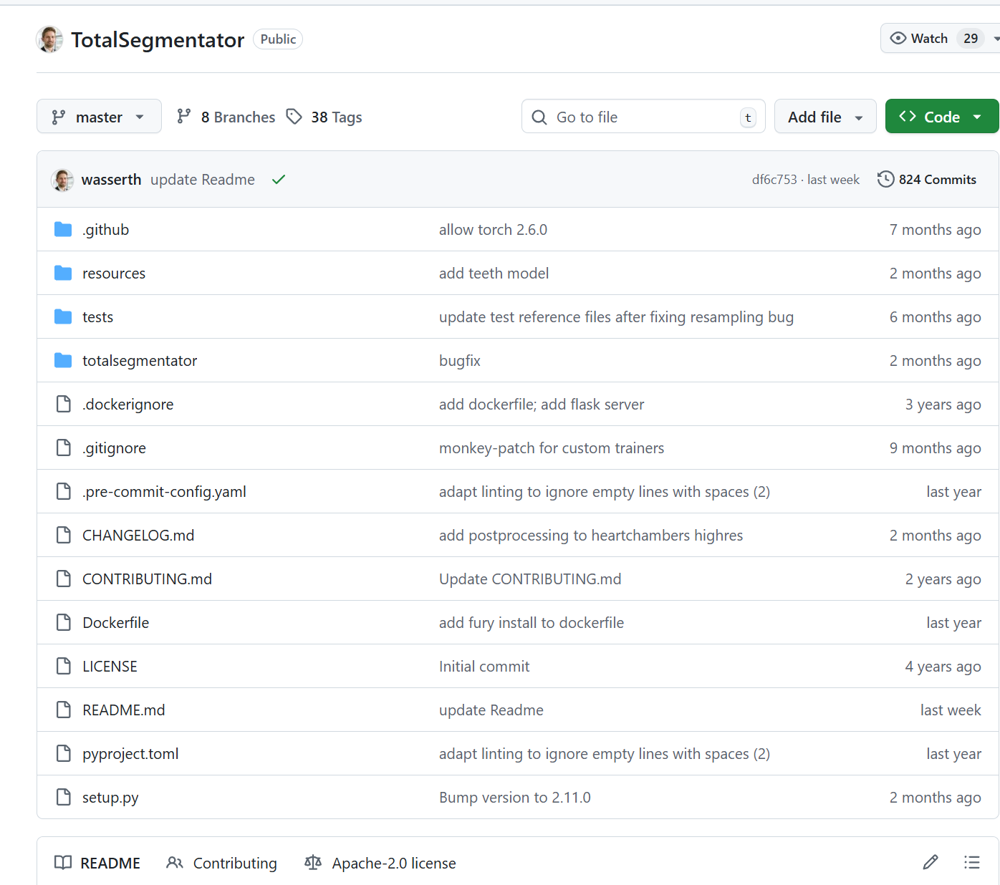 TotalSegmentator Public Watch 29
master 8 Branches 38 Tags Go to file t Add file Code
wasserth update Readme df6c753 · last week 824 Commits
.github allow torch 2.6.0 7 months ago
resources add teeth model 2 months ago
tests update test reference files after fixing resampling bug 6 months ago
totalsegmentator bugfix 2 months ago
.dockerignore add dockerfile; add flask server 3 years ago
.gitignore monkey-patch for custom trainers 9 months ago
.pre-commit-config.yaml adapt linting to ignore empty lines with spaces (2) last year
CHANGELOG.md add postprocessing to heartchambers highres 2 months ago
CONTRIBUTING.md Update CONTRIBUTING.md 2 years ago
Dockerfile add fury install to dockerfile last year
LICENSE Initial commit 4 years ago
README.md update Readme last week
pyproject.toml adapt linting to ignore empty lines with spaces (2) last year
setup.py Bump version to 2.11.0 2 months ago
README Contributing Apache-2.0 license